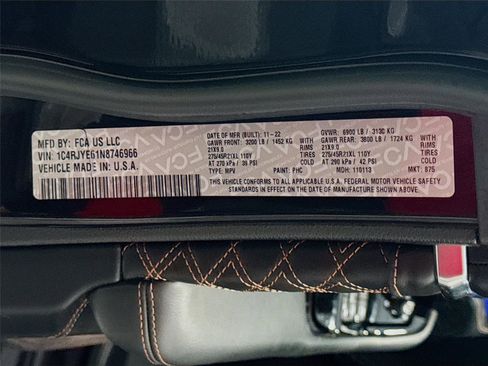 MFD BY: FCA US LLC
VIN: 1C4RJYE61N8746966
VEHICLE MADE IN: U.S.A.
DATE OF MFR (BUILT): 11-22 GVWR: 6900 LB / 3130 KG
GAWR FRONT: 3200 LB / 1452 KG WITH GAWR REAR: 3800 LB / 1724 KG WITH
21X9.0 RIMS 21X9.0 RIMS
275/45R21XL 110Y 275/45R21XL 110Y
AT 270 kPa / 39 PSI AT 290 kPa / 42 PSI
THIS VEHICLE CONFORMS TO ALL APPLICABLE U.S.A. FEDERAL MOTOR VEHICLE SAFETY
STANDARDS IN EFFECT ON THE DATE OF MANUFACTURE SHOWN ABOVE.
TYPE: MPV PAINT: PHC MDH: 110113 MKT: 875